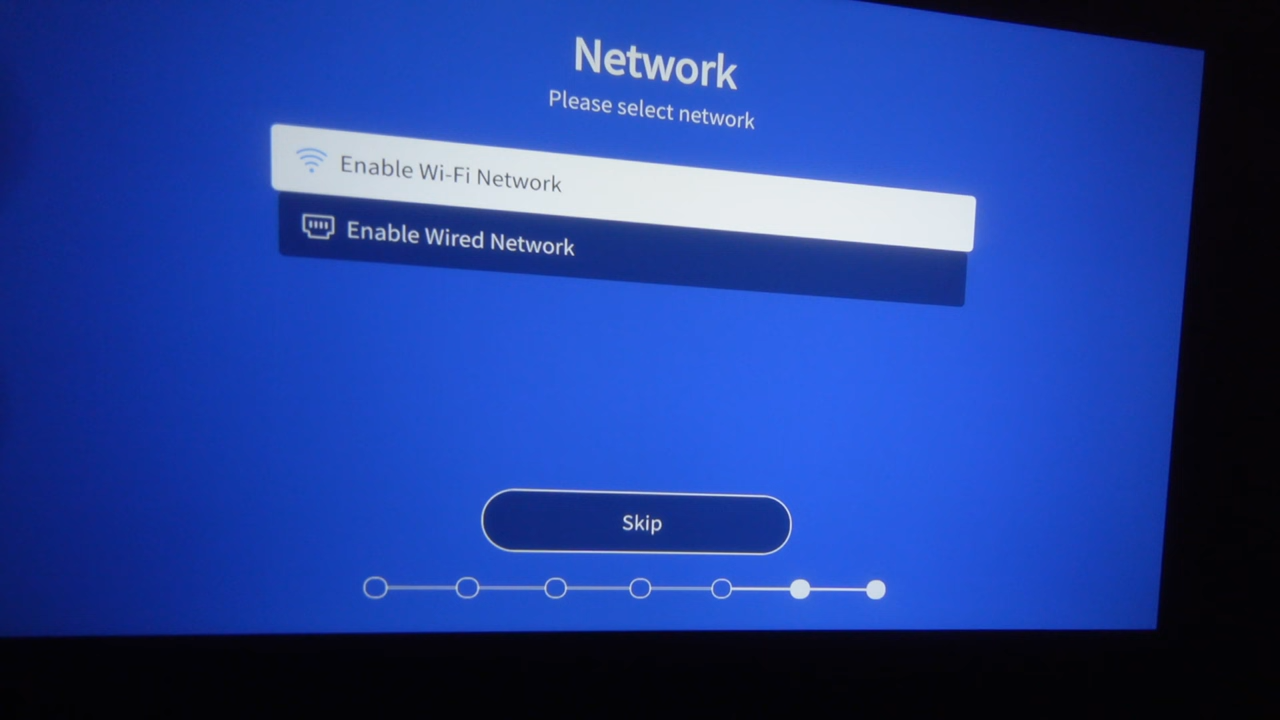 Network
Please select network
Enable Wi-Fi Network
Enable Wired Network
Skip